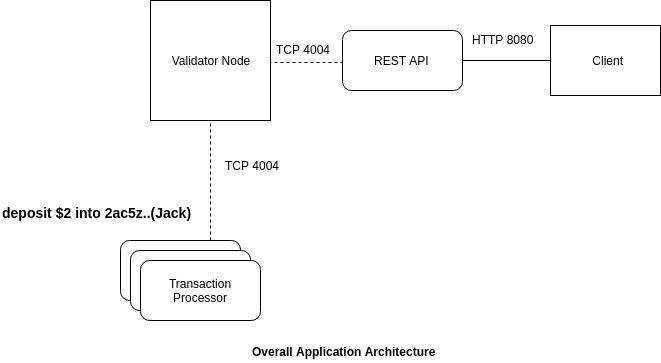 TCP 4004
HTTP 8080
Validator Node
REST API
Client
TCP 4004
deposit $2 into 2ac5z..(Jack)
Transaction
Processor
Overall Application Architecture